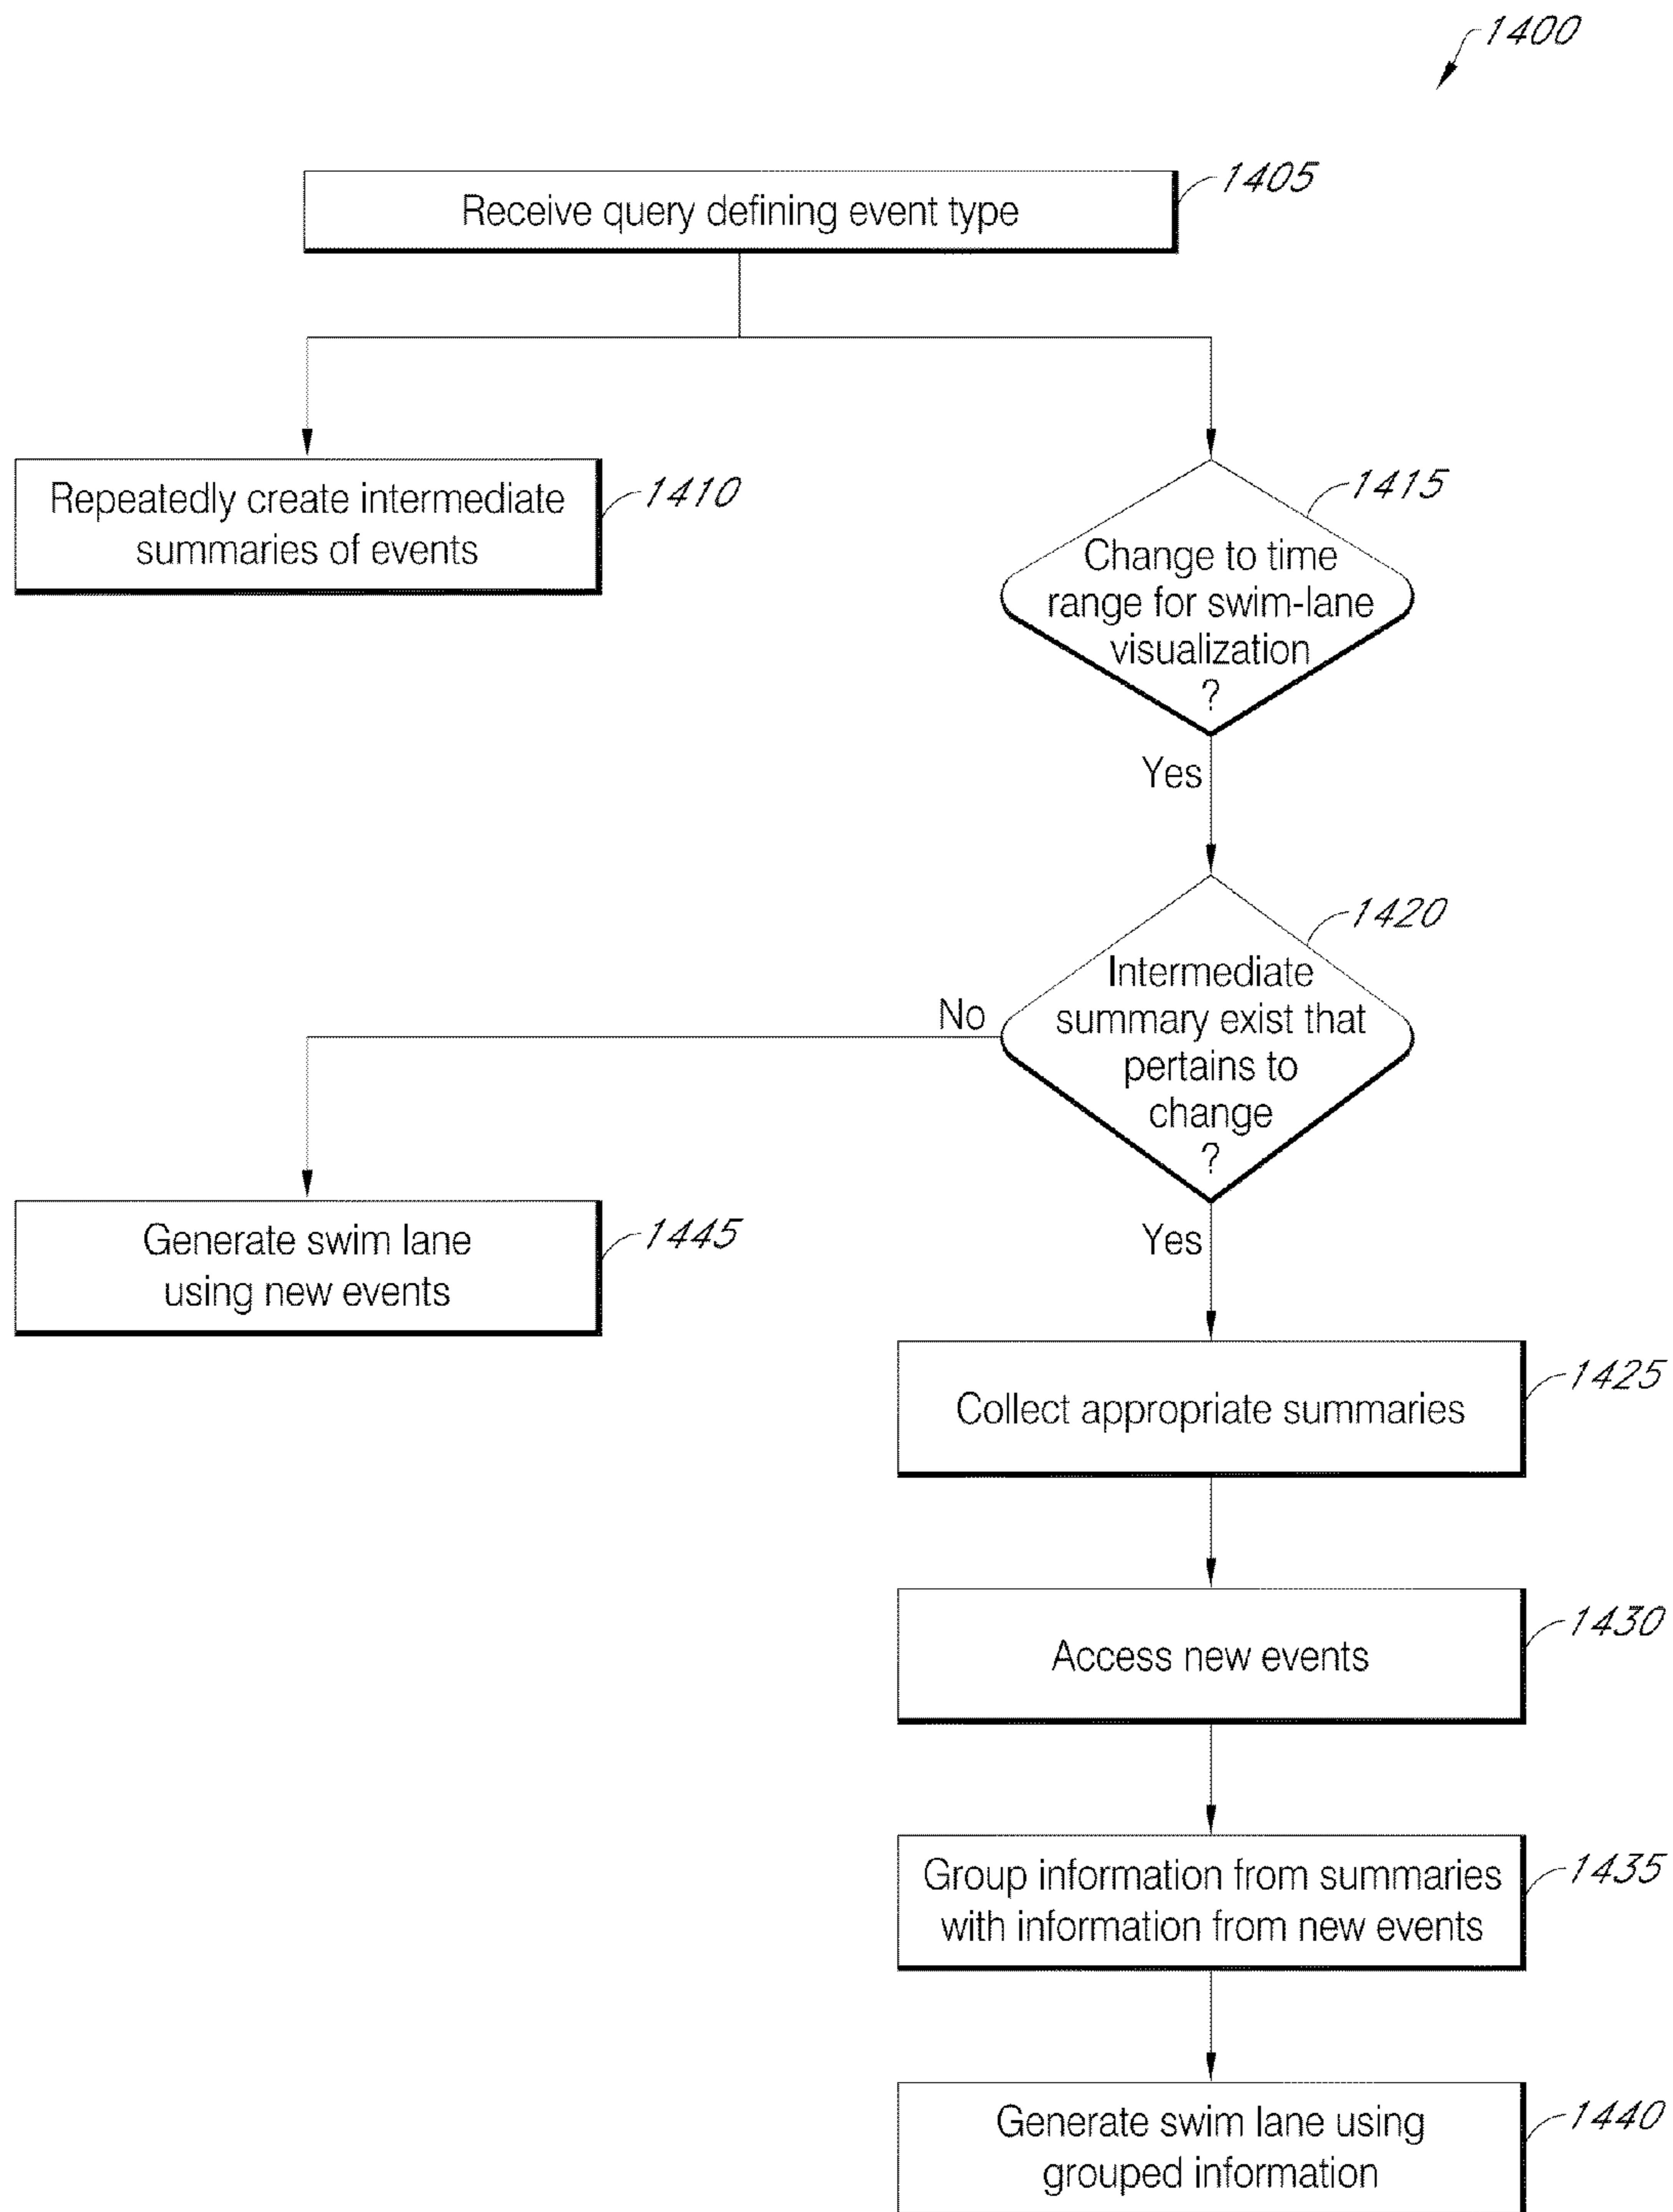 1400
Receive query defining event type
1405
Repeatedly create intermediate
summaries of events
1410
Change to time
range for swim-lane
visualization
?
1415
Yes
Intermediate
summary exist that
pertains to
change
?
1420
No
Generate swim lane
using new events
1445
Yes
Collect appropriate summaries
1425
Access new events
1430
Group information from summaries
with information from new events
1435
Generate swim lane using
grouped information
1440